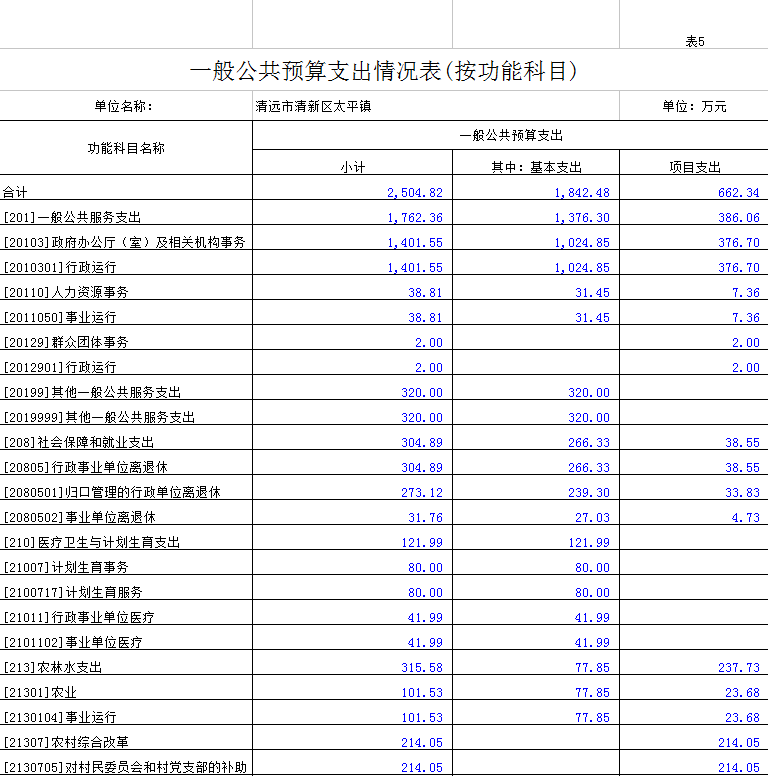 表5
一般公共预算支出情况表(按功能科目)
单位名称： 清远市清新区太平镇 单位：万元
功能科目名称 一般公共预算支出
小计 其中：基本支出 项目支出
合计 2,504.82 1,842.48 662.34
[201]一般公共服务支出 1,762.36 1,376.30 386.06
[20103]政府办公厅（室）及相关机构事务 1,401.55 1,024.85 376.70
[2010301]行政运行 1,401.55 1,024.85 376.70
[20110]人力资源事务 38.81 31.45 7.36
[2011050]事业运行 38.81 31.45 7.36
[20129]群众团体事务 2.00 2.00
[2012901]行政运行 2.00 2.00
[20199]其他一般公共服务支出 320.00 320.00
[2019999]其他一般公共服务支出 320.00 320.00
[208]社会保障和就业支出 304.89 266.33 38.55
[20805]行政事业单位离退休 304.89 266.33 38.55
[2080501]归口管理的行政单位离退休 273.12 239.30 33.83
[2080502]事业单位离退休 31.76 27.03 4.73
[210]医疗卫生与计划生育支出 121.99 121.99
[21007]计划生育事务 80.00 80.00
[2100717]计划生育服务 80.00 80.00
[21011]行政事业单位医疗 41.99 41.99
[2101102]事业单位医疗 41.99 41.99
[213]农林水支出 315.58 77.85 237.73
[21301]农业 101.53 77.85 23.68
[2130104]事业运行 101.53 77.85 23.68
[21307]农村综合改革 214.05 214.05
[2130705]对村民委员会和村党支部的补助 214.05 214.05